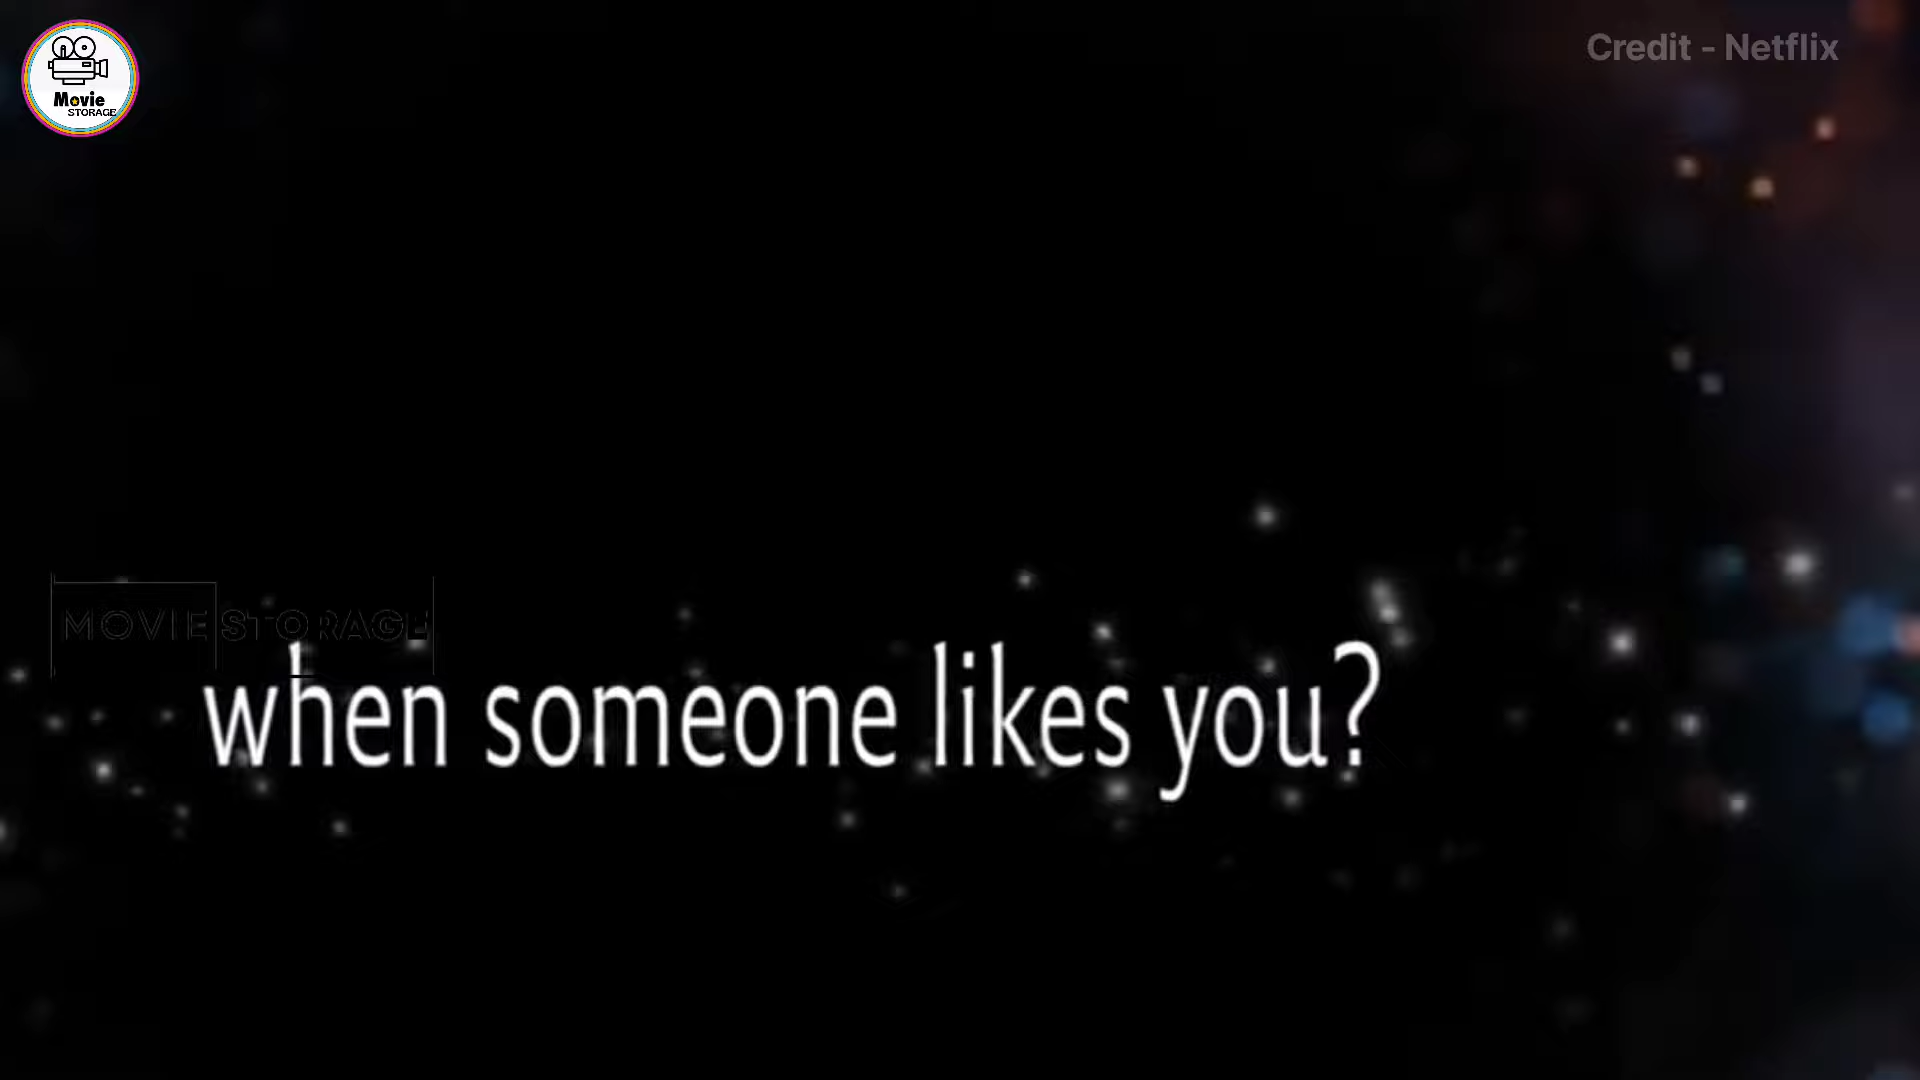 Movie
STORAGE
Credit - Netflix
MOVIE STORAGE
when someone likes you?